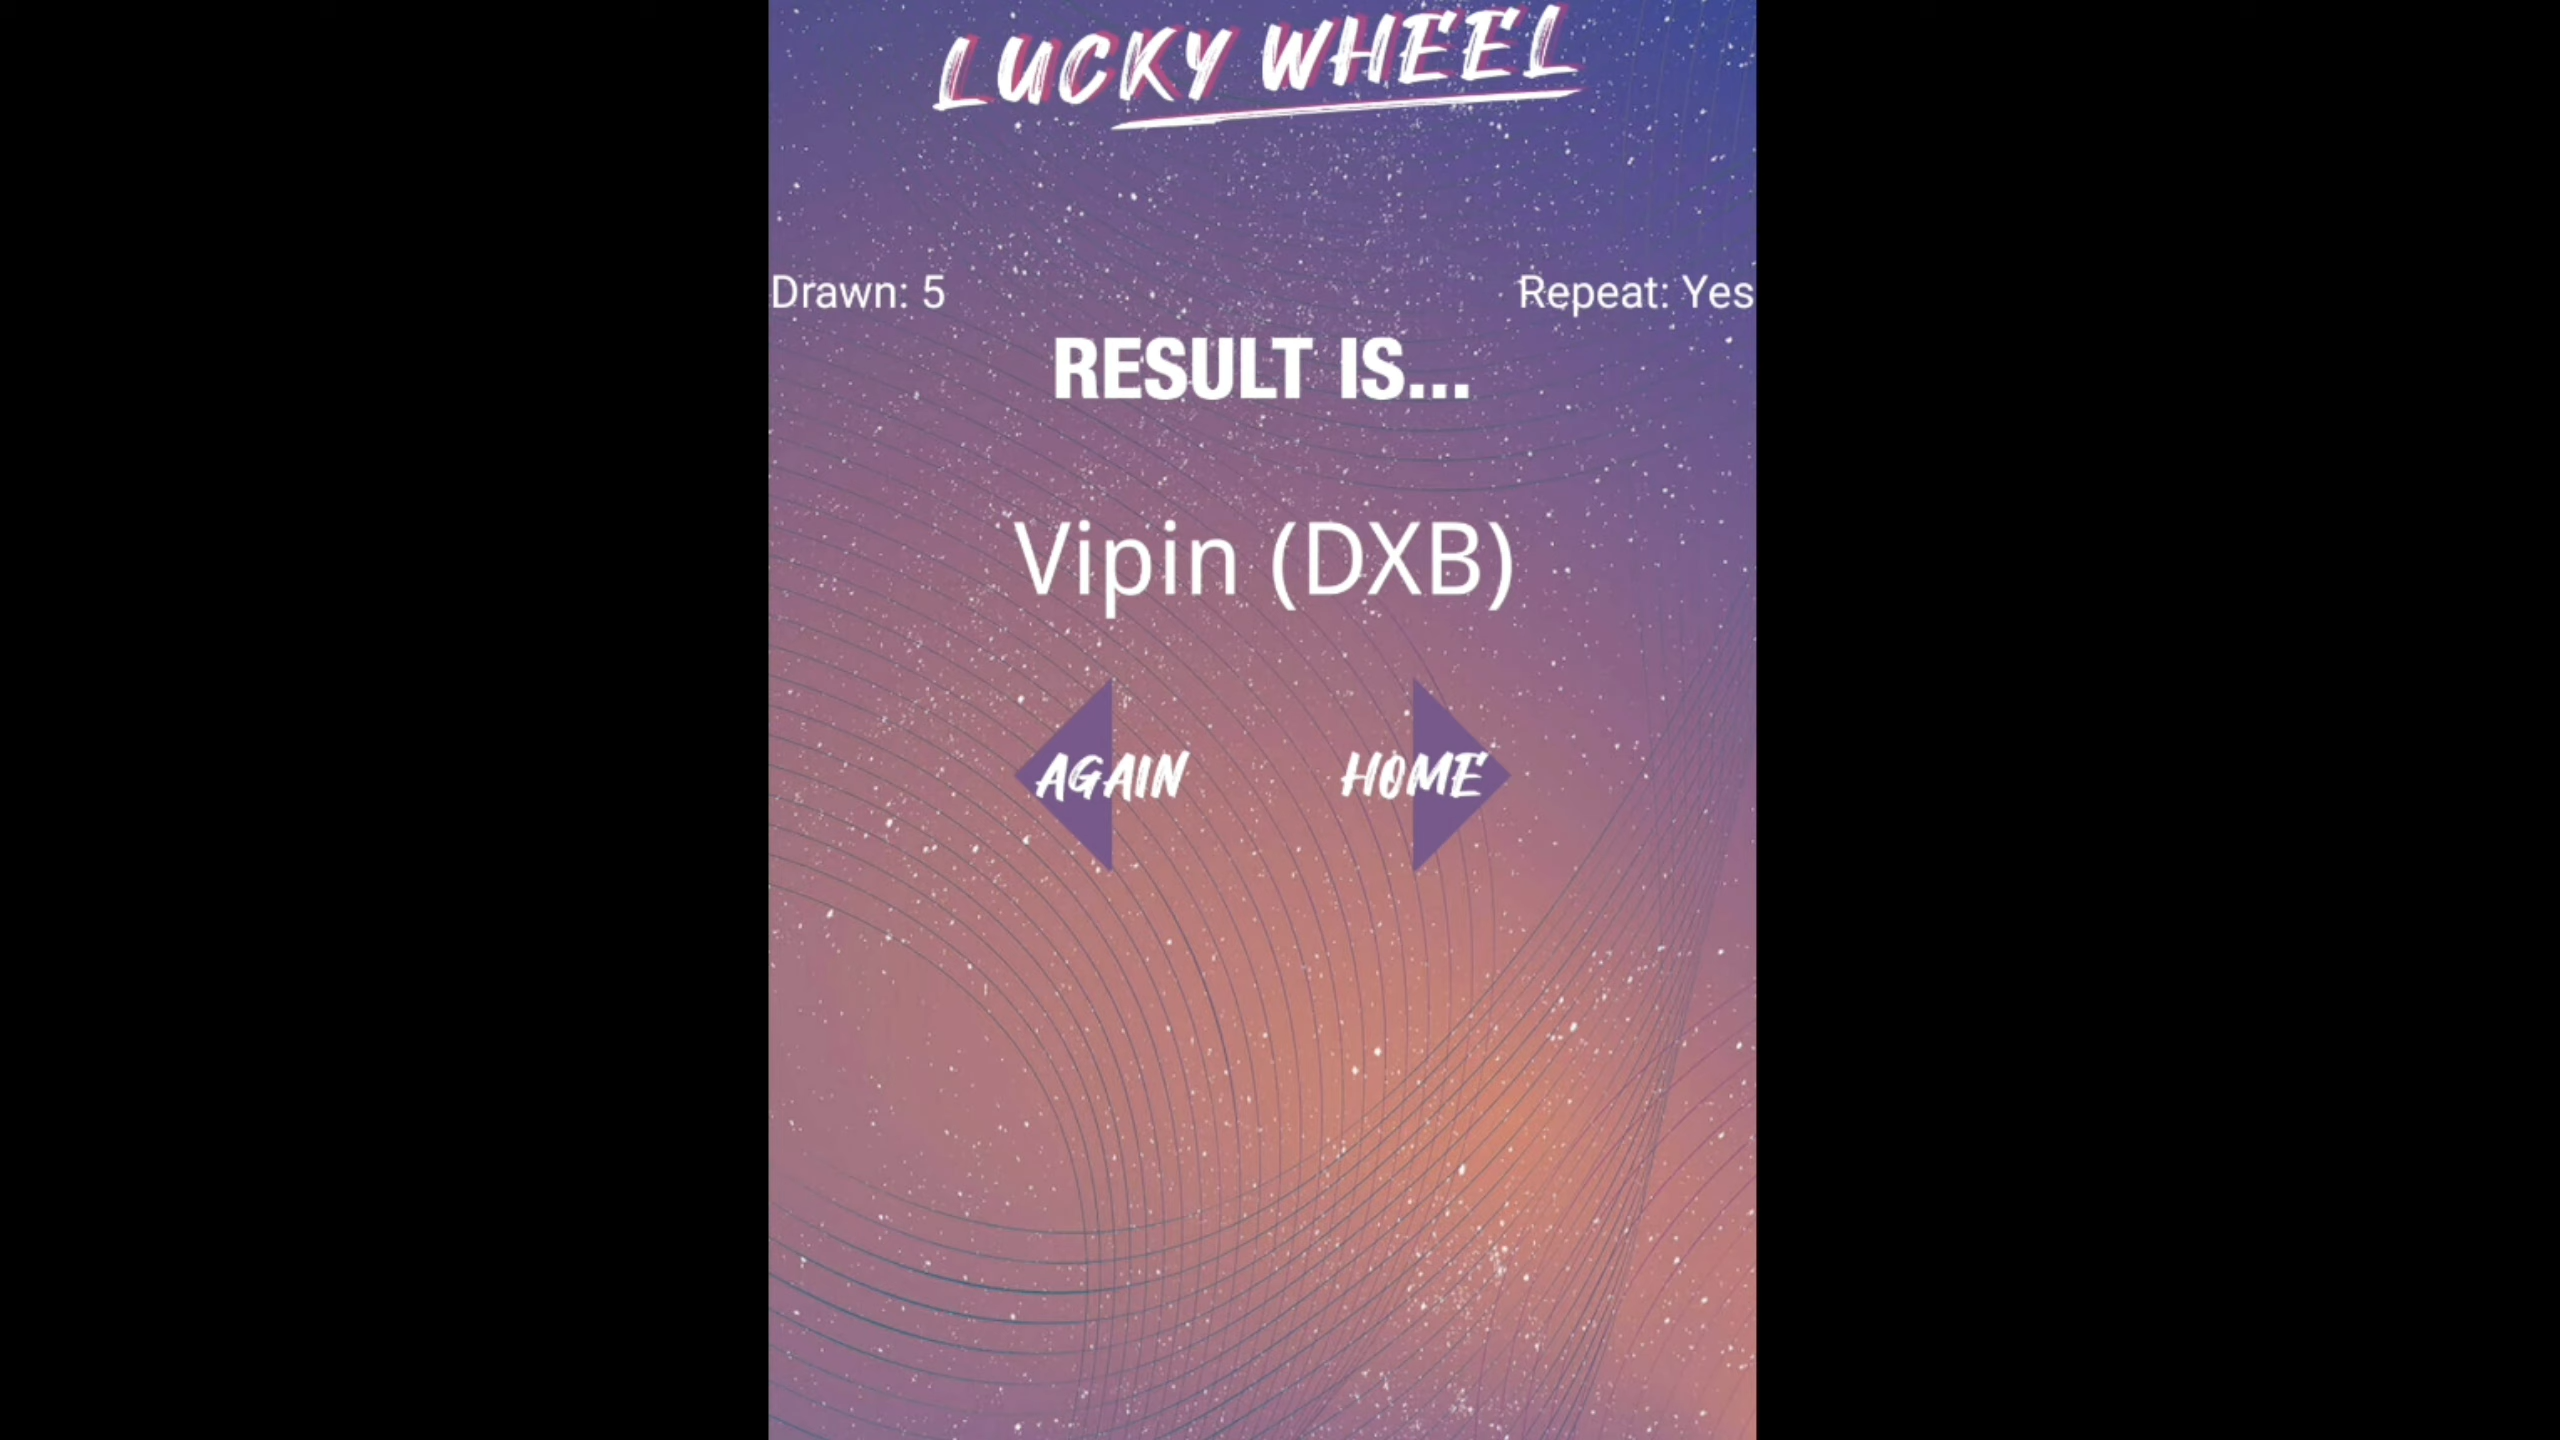 LUCKY WHEEL
Drawn: 5
Repeat: Yes
RESULT IS...
Vipin (DXB)
AGAIN
HOME